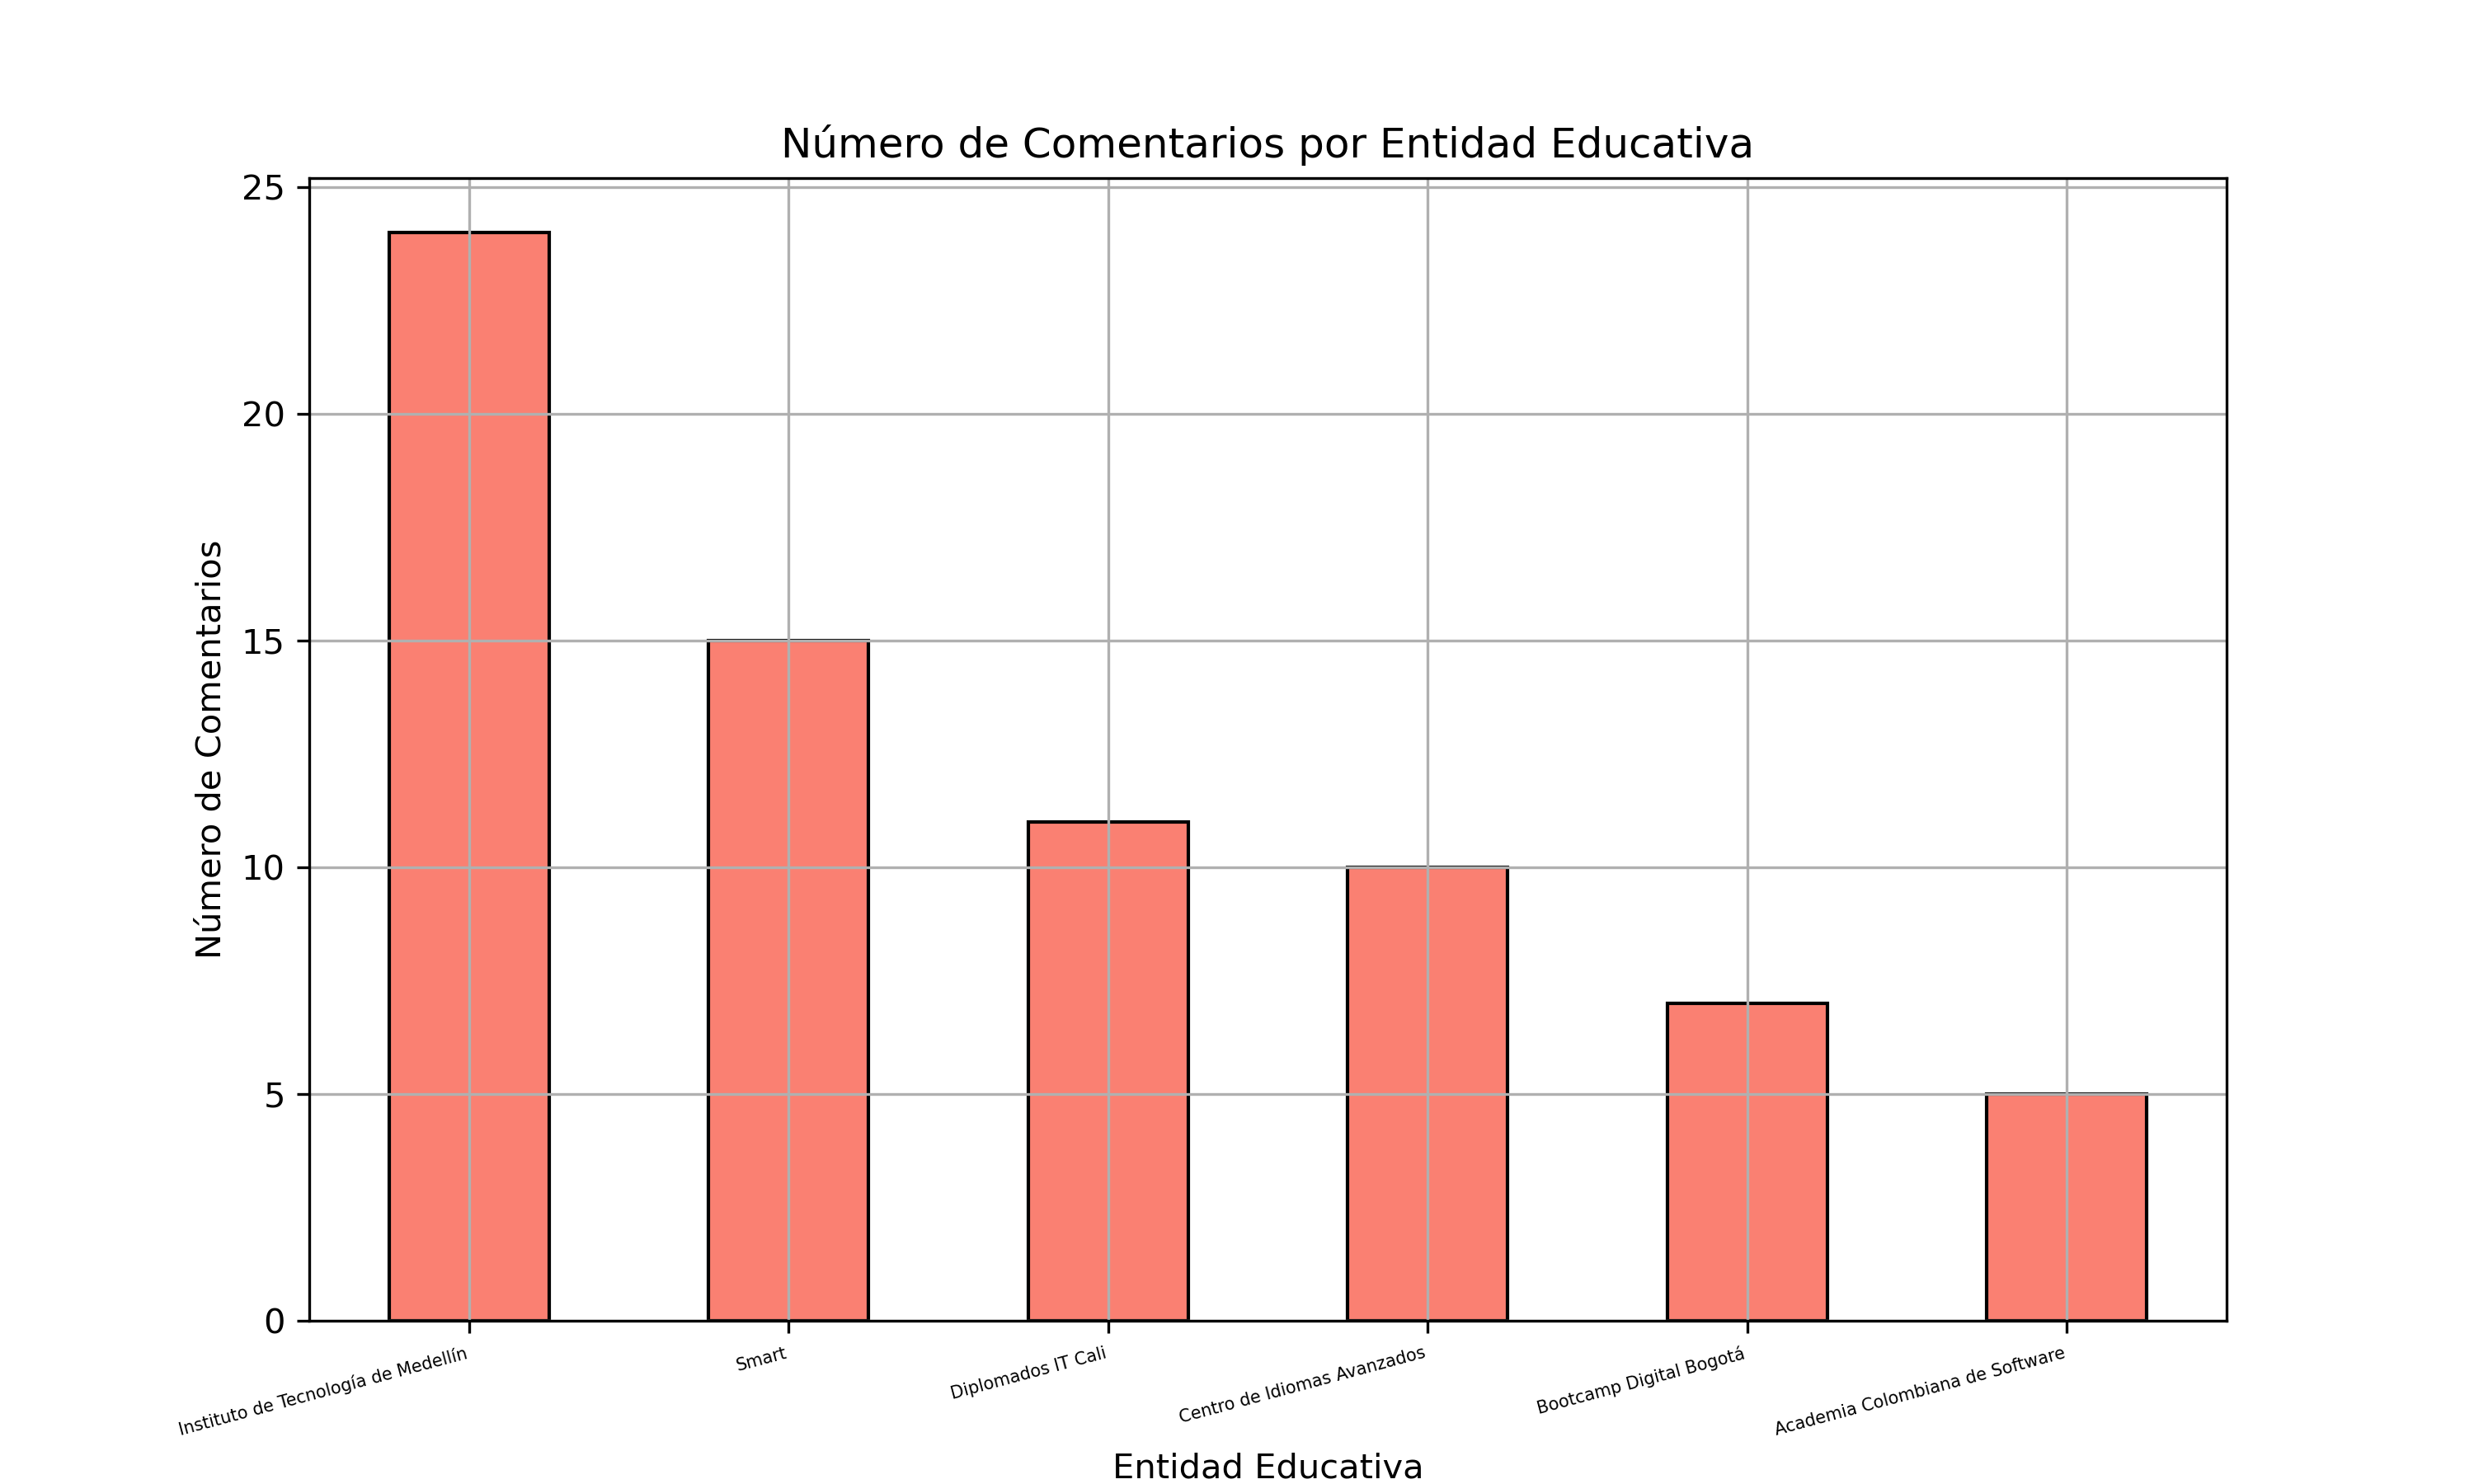 Número de Comentarios por Entidad Educativa
Número de Comentarios
25
20
15
10
5
0
Instituto de Tecnología de Medellín
Smart
Diplomados IT Cali
Centro de Idiomas Avanzados
Bootcamp Digital Bogotá
Academia Colombiana de Software
Entidad Educativa